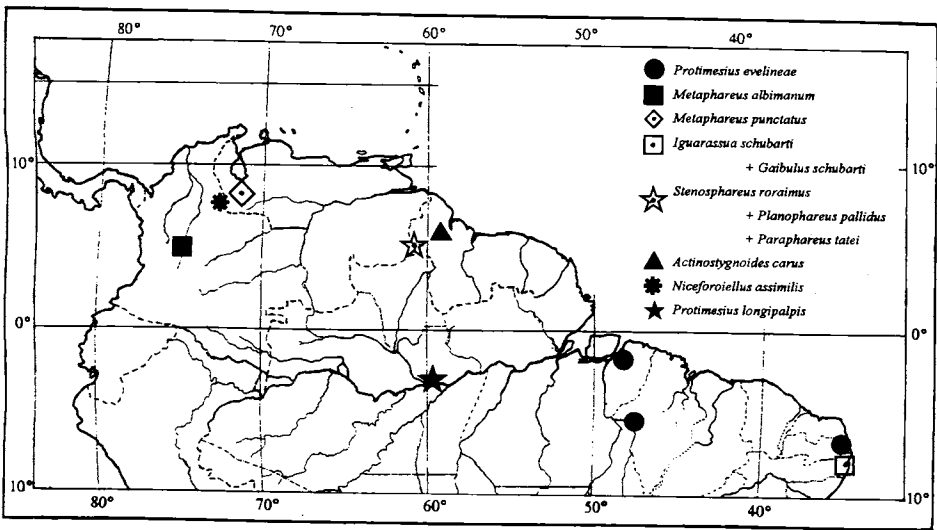 80° 70° 60° 50° 40°
Protimesius evelineae
Metaphareus albimanum
Metaphareus punctatus
Iguarassua schubarti
+ Gaibulus schubarti
Stenosphareus roraimus
+ Planophareus pallidus
+ Paraphareus tatei
Actinostygnoides carus
Niceforoiellus assimilis
Protimesius longipalpis
10° 10°
0° 0°
10° 10°
80° 70° 60° 50° 40°